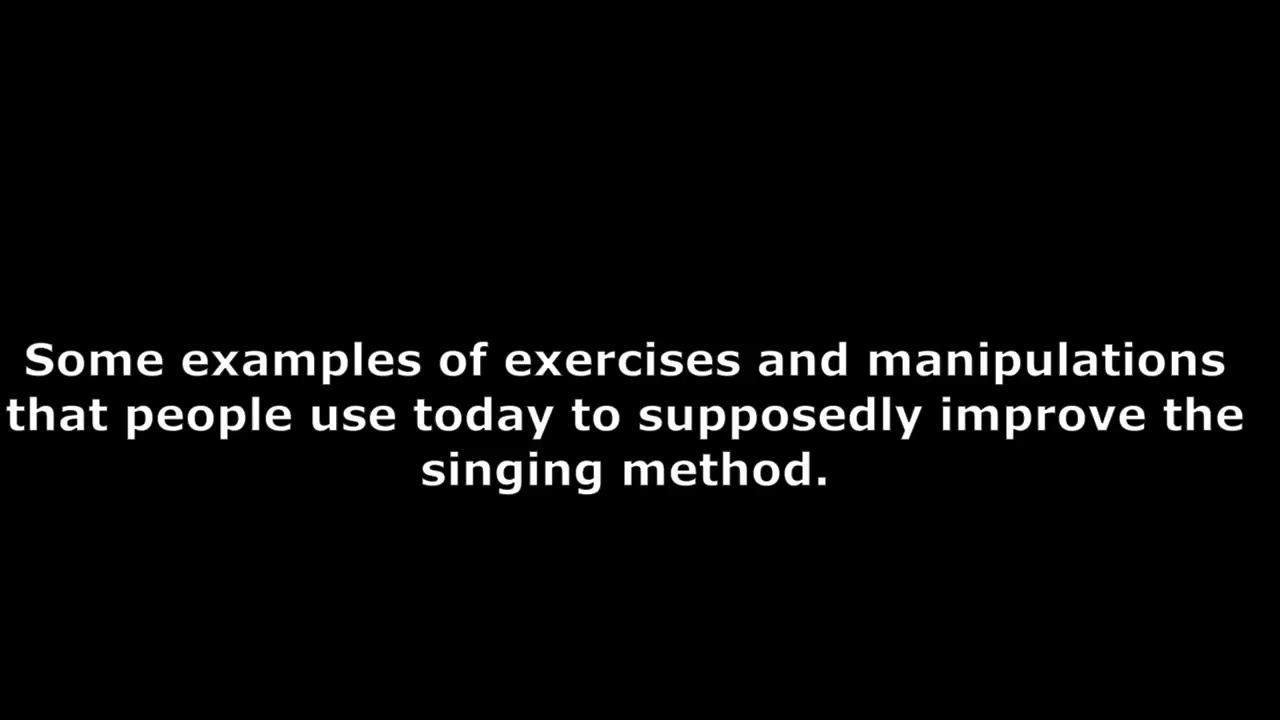 Some examples of exercises and manipulations
that people use today to supposedly improve the
singing method.